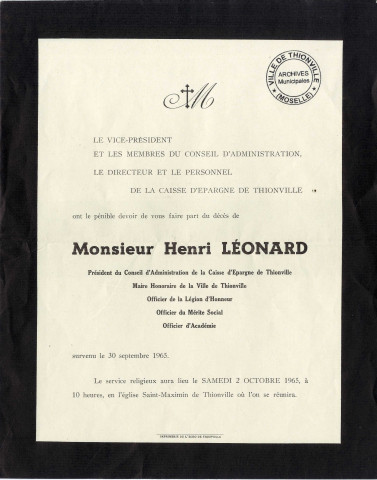 VILLE DE THIONVILLE
ARCHIVES
Municipales
(MOSELLE)
M
LE VICE-PRÉSIDENT
ET LES MEMBRES DU CONSEIL D'ADMINISTRATION,
LE DIRECTEUR ET LE PERSONNEL
DE LA CAISSE D'EPARGNE DE THIONVILLE
ont le pénible devoir de vous faire part du décès de
Monsieur Henri LÉONARD
Président du Conseil d'Administration de la Caisse d'Epargne de Thionville
Maire Honoraire de la Ville de Thionville
Officier de la Légion d'Honneur
Officier du Mérite Social
Officier d'Académie
survenu le 30 septembre 1965.
Le service religieux aura lieu le SAMEDI 2 OCTOBRE 1965, à
10 heures, en l'église Saint-Maximin de Thionville où l'on se réunira.